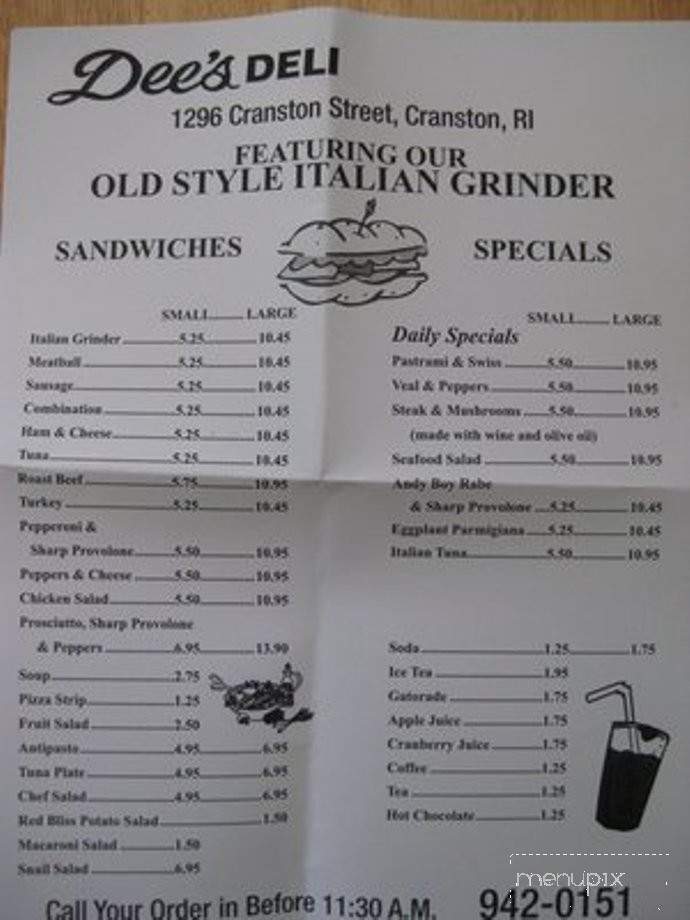 Dee's DELI
1296 Cranston Street, Cranston, RI
FEATURING OUR
OLD STYLE ITALIAN GRINDER
SANDWICHES
SMALL LARGE
Italian Grinder 5.25 10.45
Meatball 5.25 10.45
Sausage 5.25 10.45
Combination 5.25 10.45
Ham & Cheese 5.25 10.45
Tuna 5.25 10.45
Roast Beef 5.75 10.95
Turkey 5.25 10.45
Pepperoni &
Sharp Provolone 5.50 10.95
Peppers & Cheese 5.50 10.95
Chicken Salad 5.50 10.95
Prosciutto, Sharp Provolone
& Peppers 6.95 13.90
Soup 2.75
Pizza Strip 1.25
Fruit Salad 2.50
Antipasto 4.95 6.95
Tuna Plate 4.95 6.95
Chef Salad 4.95 6.95
Red Bliss Potato Salad 1.50
Macaroni Salad 1.50
Snail Salad 6.95
SPECIALS
SMALL LARGE
Daily Specials
Pastrami & Swiss 5.50 10.95
Veal & Peppers 5.50 10.95
Steak & Mushrooms 5.50 10.95
(made with wine and olive oil)
Seafood Salad 5.50 10.95
Andy Boy Rabe
& Sharp Provolone 5.25 10.45
Eggplant Parmigiana 5.25 10.45
Italian Tuna 5.50 10.95
Soda 1.25 1.75
Ice Tea 1.95
Gatorade 1.75
Apple Juice 1.75
Cranberry Juice 1.75
Coffee 1.25
Tea 1.25
Hot Chocolate 1.25
menupix
Call Your Order in Before 11:30 A.M. 942-0151